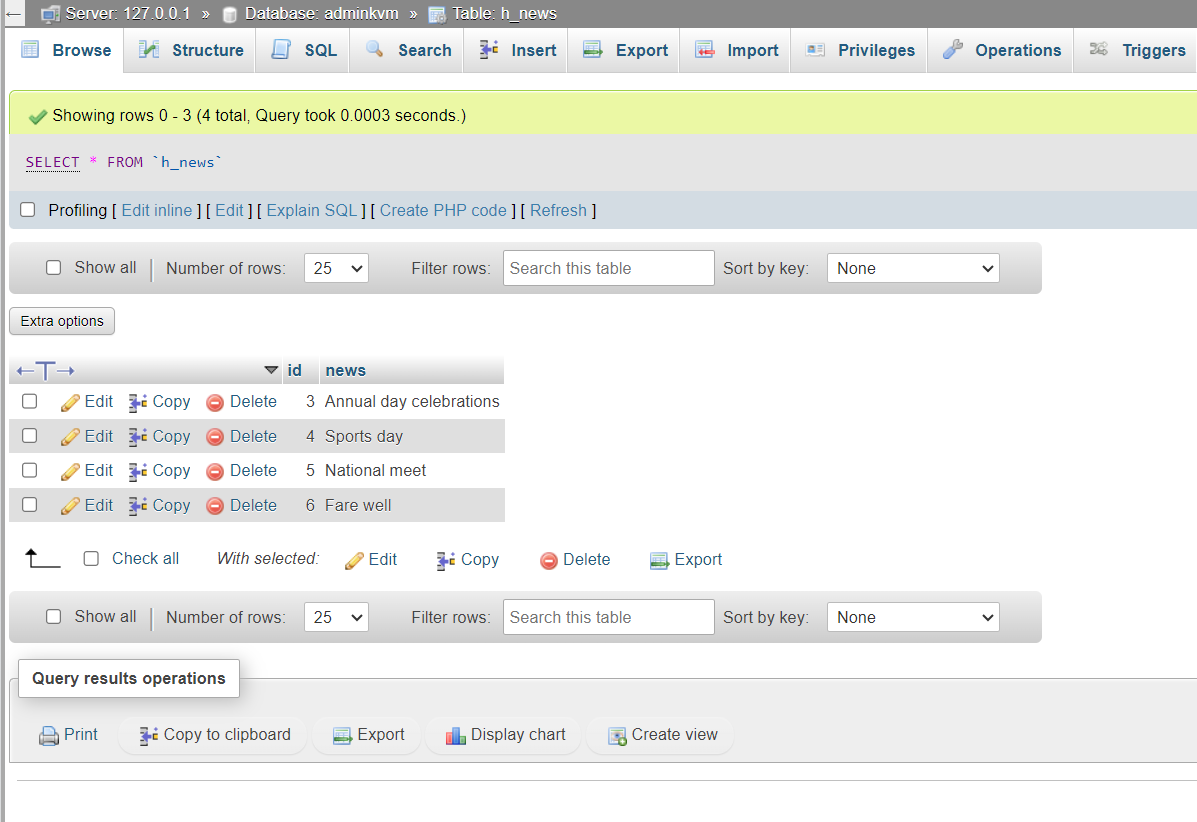 Server: 127.0.0.1 » Database: adminkvm » Table: h_news
Browse Structure SQL Search Insert Export Import Privileges Operations Triggers
Showing rows 0 - 3 (4 total, Query took 0.0003 seconds.)
SELECT * FROM `h_news`
Profiling [ Edit inline ] [ Edit ] [ Explain SQL ] [ Create PHP code ] [ Refresh ]
Show all Number of rows: 25 Filter rows: Search this table Sort by key: None
Extra options
←T→ id news
Edit Copy Delete 3 Annual day celebrations
Edit Copy Delete 4 Sports day
Edit Copy Delete 5 National meet
Edit Copy Delete 6 Fare well
Check all With selected: Edit Copy Delete Export
Show all Number of rows: 25 Filter rows: Search this table Sort by key: None
Query results operations
Print Copy to clipboard Export Display chart Create view